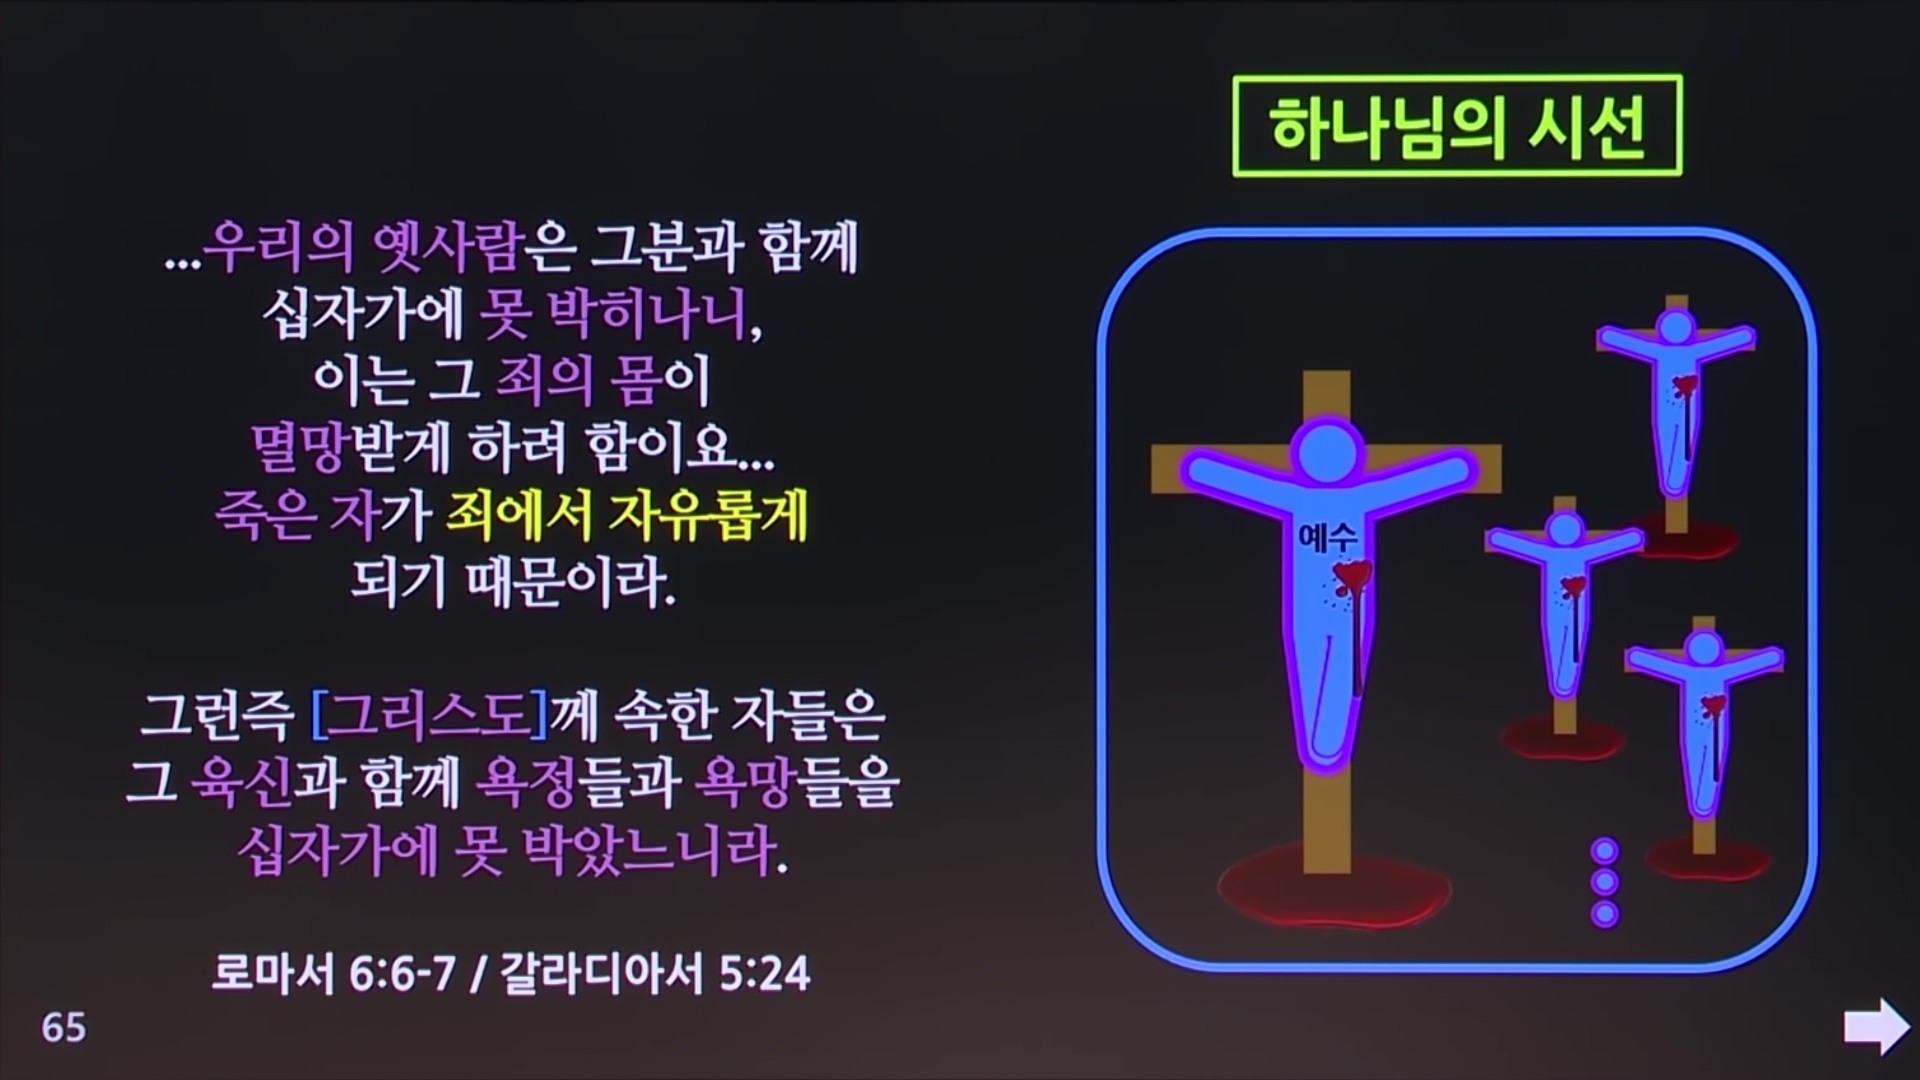 하나님의 시선
...우리의 옛사람은 그분과 함께
십자가에 못 박히나니,
이는 그 죄의 몸이
멸망받게 하려 함이요...
죽은 자가 죄에서 자유롭게
되기 때문이라.
그런즉 [그리스도]께 속한 자들은
그 육신과 함께 욕정들과 욕망들을
십자가에 못 박았느니라.
로마서 6:6-7 / 갈라디아서 5:24
65
예수